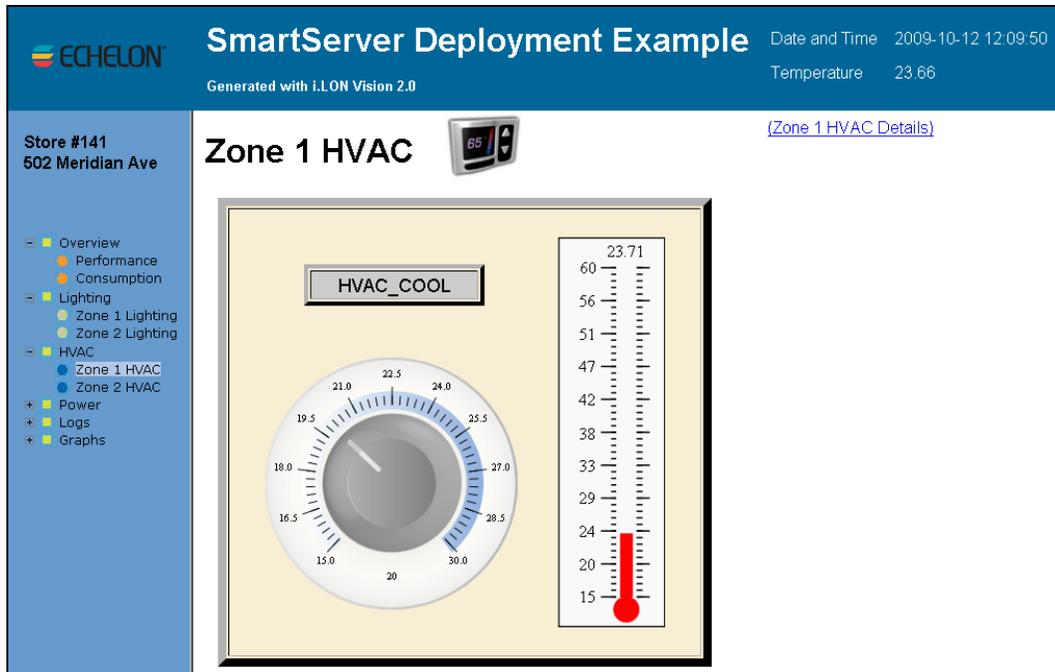 ECHELON
SmartServer Deployment Example
Generated with i.LON Vision 2.0
Date and Time 2009-10-12 12:09:50
Temperature 23.66
Store #141
502 Meridian Ave
Overview
Performance
Consumption
Lighting
Zone 1 Lighting
Zone 2 Lighting
HVAC
Zone 1 HVAC
Zone 2 HVAC
Power
Logs
Graphs
Zone 1 HVAC
65
(Zone 1 HVAC Details)
HVAC_COOL
15.0
16.5
18.0
19.5
21.0
22.5
24.0
25.5
27.0
28.5
30.0
20
23.71
60
56
51
47
42
38
33
29
24
20
15